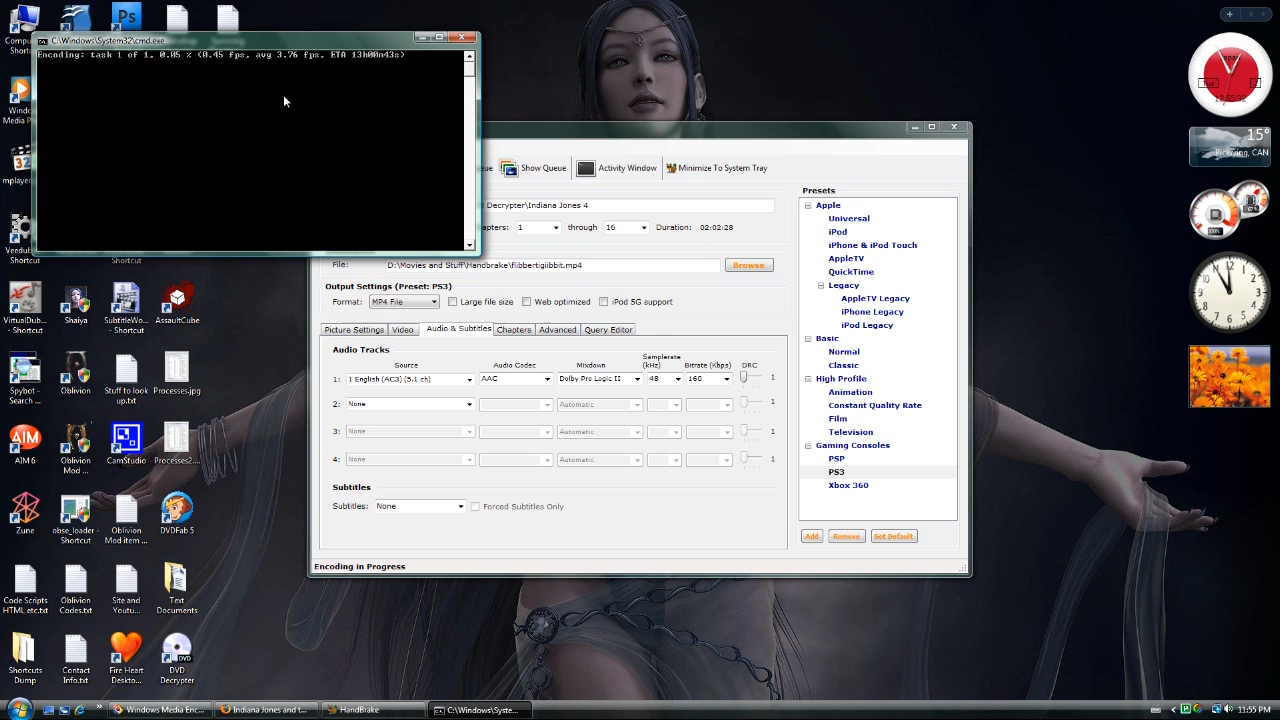 C:\Windows\System32\cmd.exe
Encoding: task 1 of 1, 0.05 % (0.45 fps, avg 3.76 fps, ETA 13h00m43s)
Show Queue
Activity Window
Minimize To System Tray
Decrypter\Indiana Jones 4
1 through 16 Duration: 02:02:28
File: D:\Movies and Stuff\Handbrake\flibbertigiibbit.mp4 Browse
Output Settings (Preset: PS3)
Format: MP4 File Large file size Web optimized iPod 5G support
Picture Settings Video Audio & Subtitles Chapters Advanced Query Editor
Audio Tracks
Source Audio Codec Mixdown Samplerate (kHz) Bitrate (Kbps) DRC
1: 1 English (AC3) (5.1 ch) AAC Dolby Pro Logic II 48 160 1
2: None Automatic 1
3: None Automatic 1
4: None Automatic 1
Subtitles
Subtitles: None Forced Subtitles Only
Encoding in Progress
Presets
Apple
Universal
iPod
iPhone & iPod Touch
AppleTV
QuickTime
Legacy
AppleTV Legacy
iPhone Legacy
iPod Legacy
Basic
Normal
Classic
High Profile
Animation
Constant Quality Rate
Film
Television
Gaming Consoles
PSP
PS3
Xbox 360
Add Remove Set Default
Ps
Shortcut
VirtualDub... - Shortcut
Shaiya
SubtitleWo... - Shortcut
AssaultCube
Spybot - Search...
Oblivion
Stuff to look up.txt
Processes.jpg
AIM 6
Oblivion Mod ...
CamStudio
Processes2....
Zune
obse_loader - Shortcut
Oblivion Mod item ...
DVDFab 5
Code Scripts HTML etc.txt
Oblivion Codes.txt
Site and Youtu...
Text Documents
Shortcuts Dump
Contact Info.txt
Fire Heart Deskto...
DVD Decrypter
15°
Pickering, CAN
Windows Media Enc...
Indiana Jones and t...
HandBrake
C:\Windows\Syste...
11:55 PM